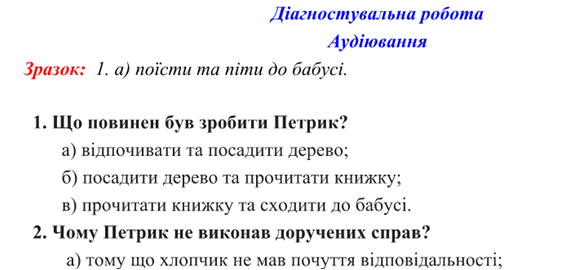 Діагностувальна робота
Аудіювання
Зразок: 1. а) поїсти та піти до бабусі.
1. Що повинен був зробити Петрик?
а) відпочивати та посадити дерево;
б) посадити дерево та прочитати книжку;
в) прочитати книжку та сходити до бабусі.
2. Чому Петрик не виконав доручених справ?
а) тому що хлопчик не мав почуття відповідальності;